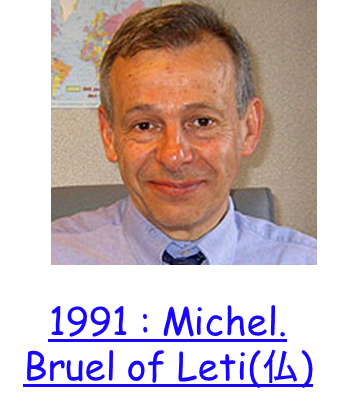 1991 : Michel.
Bruel of Leti(仏)